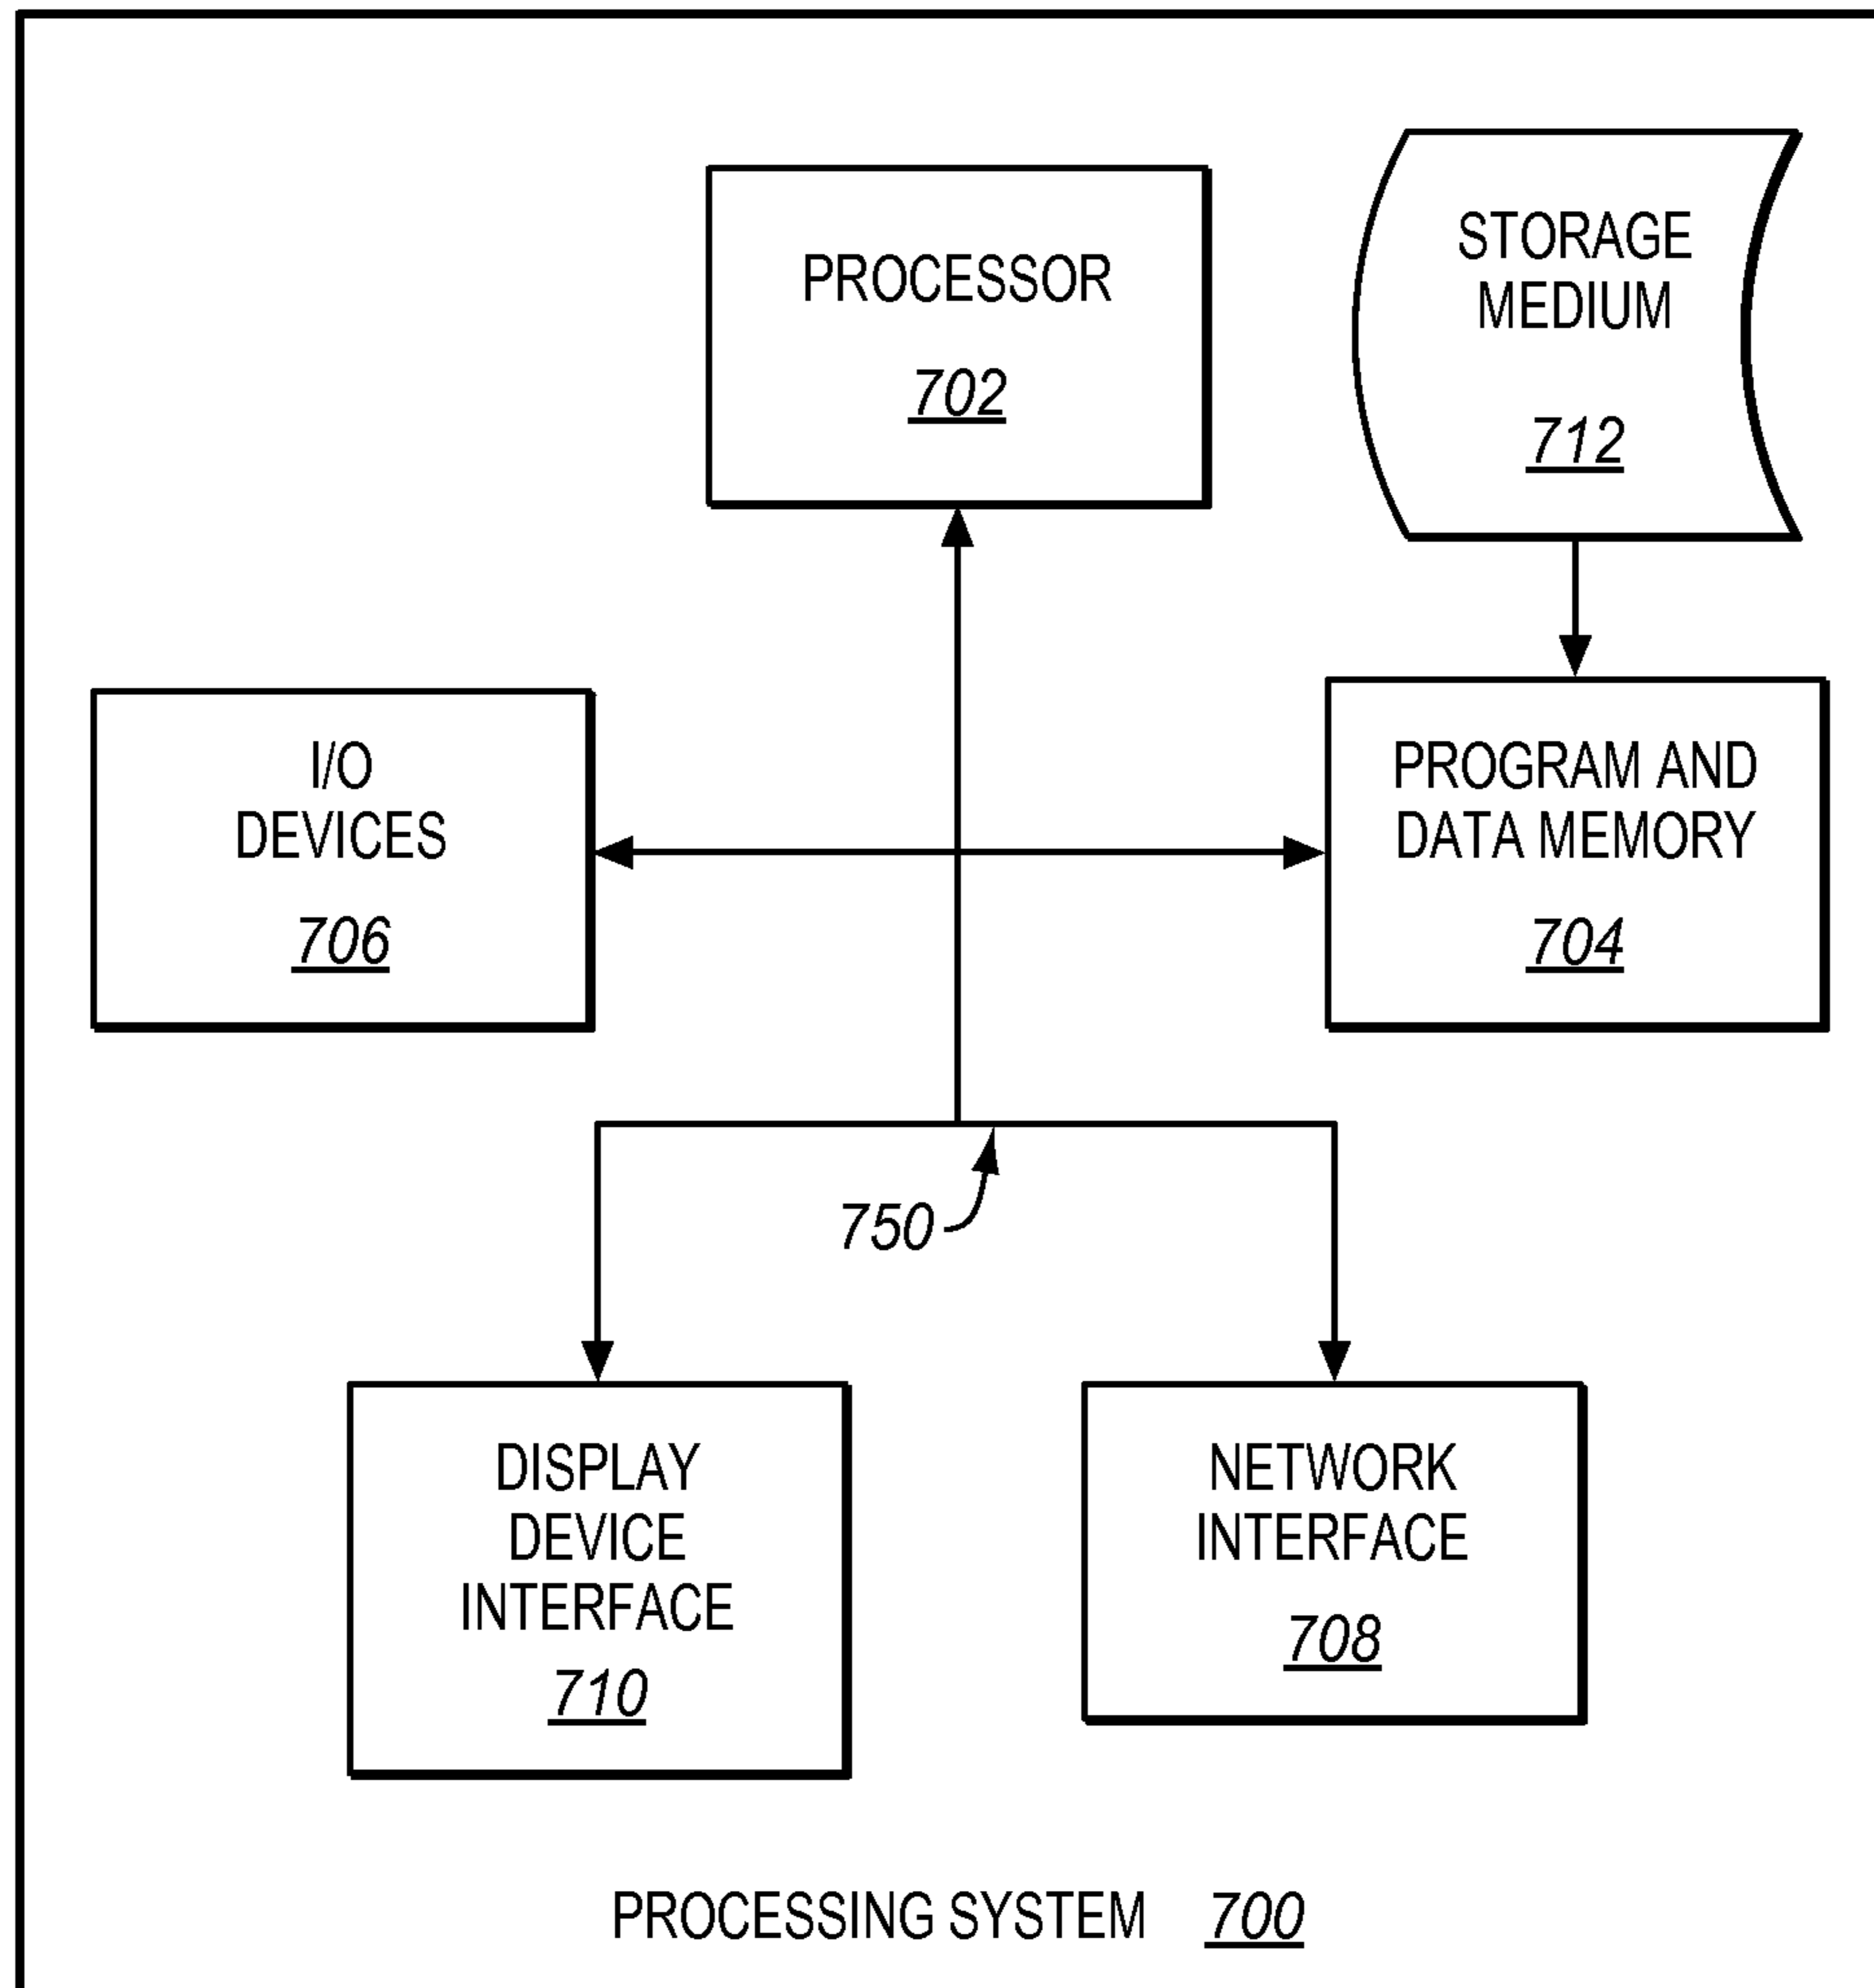 PROCESSOR
702
STORAGE
MEDIUM
712
I/O
DEVICES
706
PROGRAM AND
DATA MEMORY
704
750
DISPLAY
DEVICE
INTERFACE
710
NETWORK
INTERFACE
708
PROCESSING SYSTEM 700